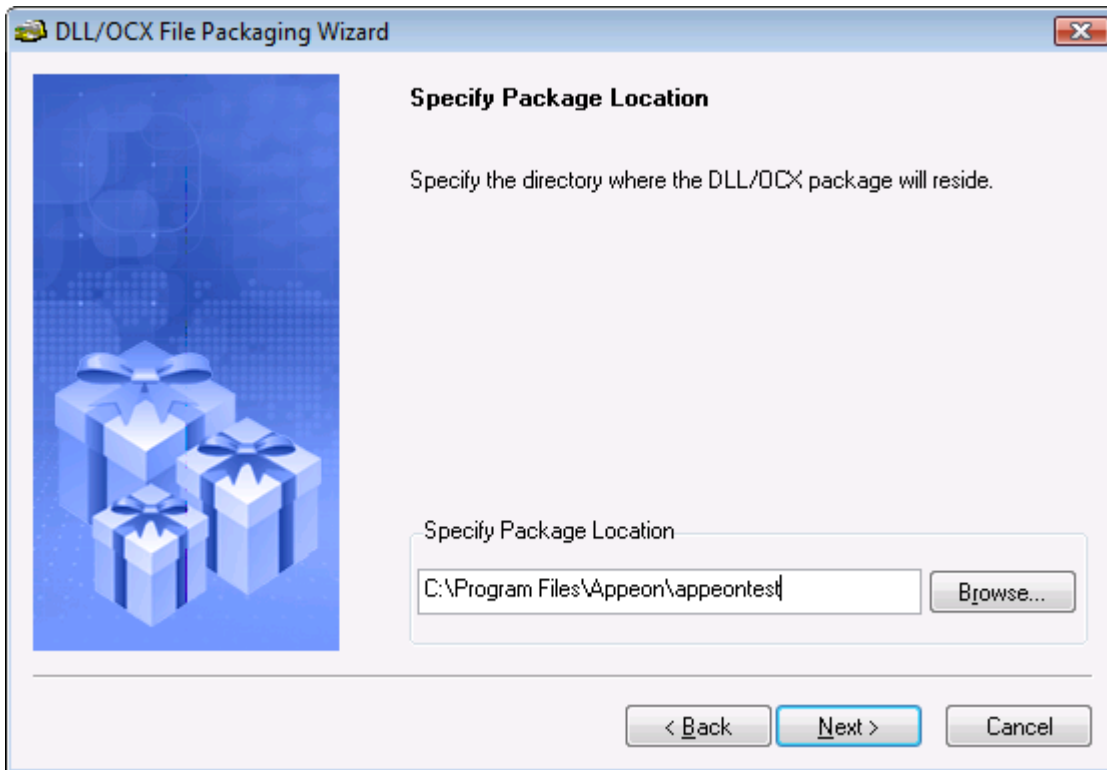 DLL/OCX File Packaging Wizard
Specify Package Location
Specify the directory where the DLL/OCX package will reside.
Specify Package Location
C:\Program Files\Appeon\appeontest
Browse...
< Back
Next >
Cancel